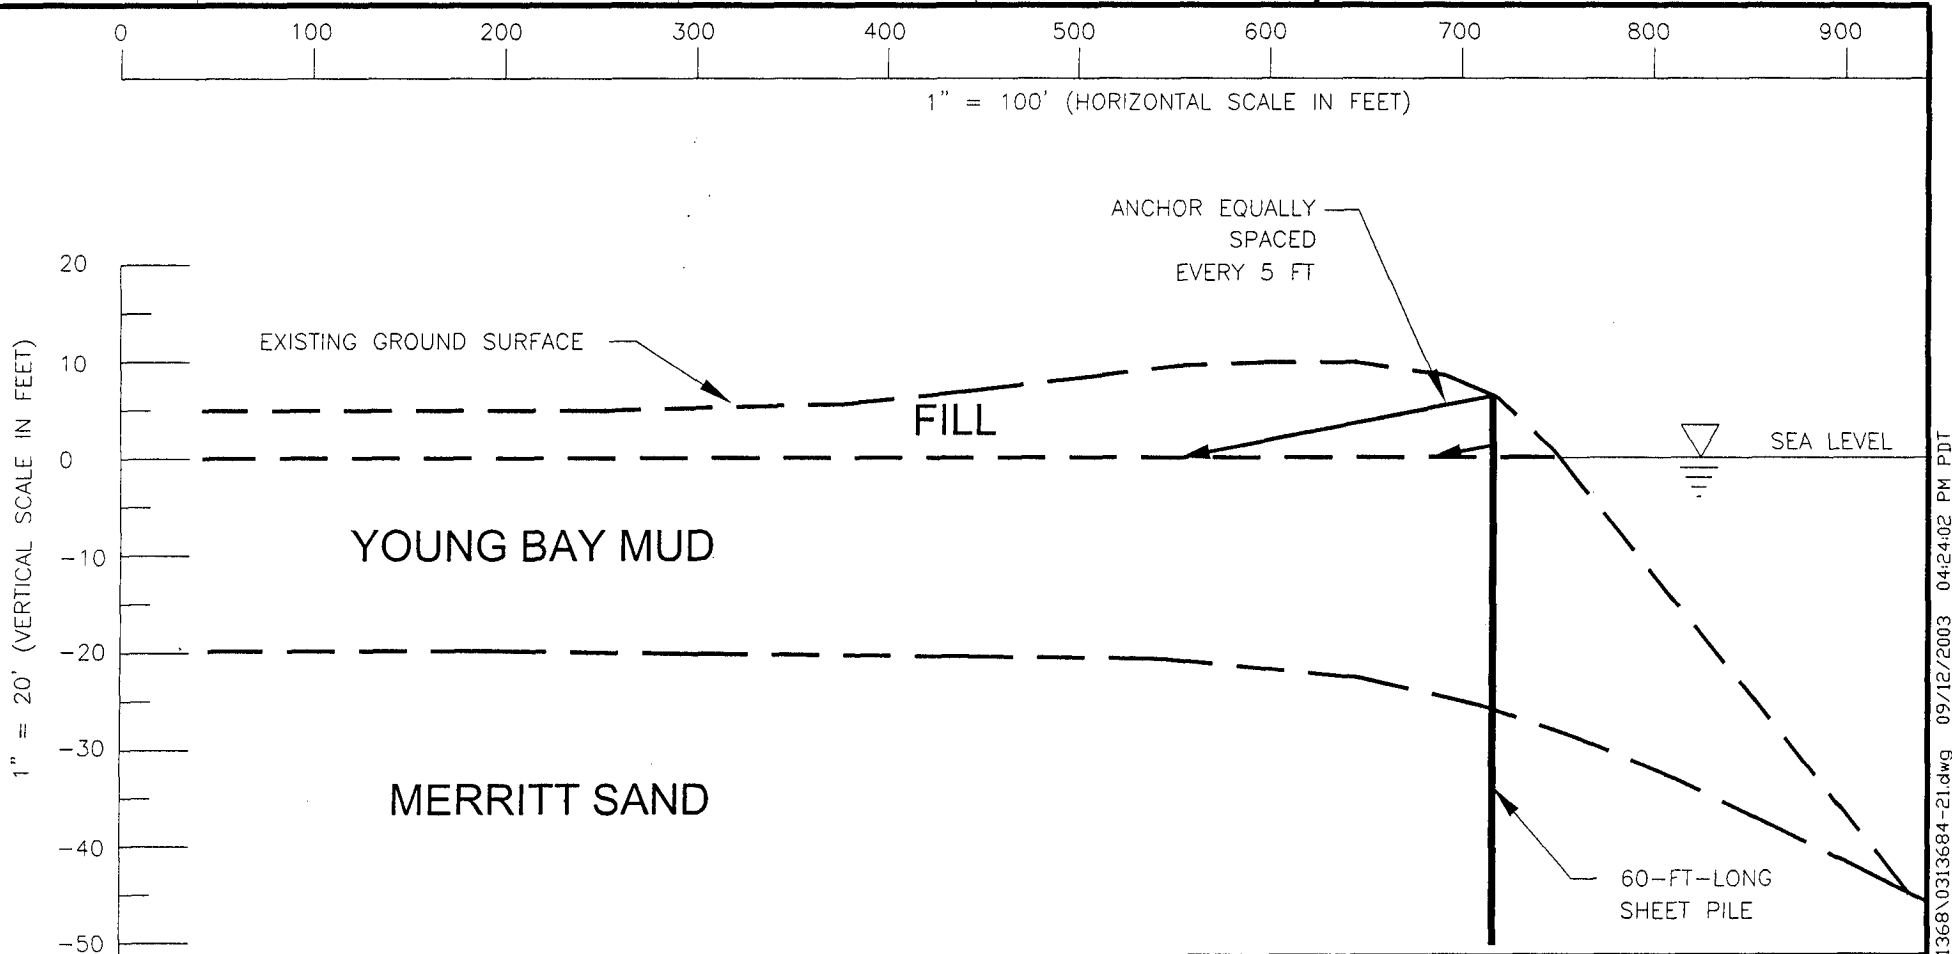 0 100 200 300 400 500 600 700 800 900
1" = 100' (HORIZONTAL SCALE IN FEET)
ANCHOR EQUALLY
SPACED
EVERY 5 FT
20
EXISTING GROUND SURFACE
10
FILL
SEA LEVEL
0
YOUNG BAY MUD
-10
-20
-30
MERRITT SAND
-40
60-FT-LONG
SHEET PILE
-50
1" = 20' (VERTICAL SCALE IN FEET)
1368\0313684-21.dwg 09/12/2003 04:24:02 PM PDT